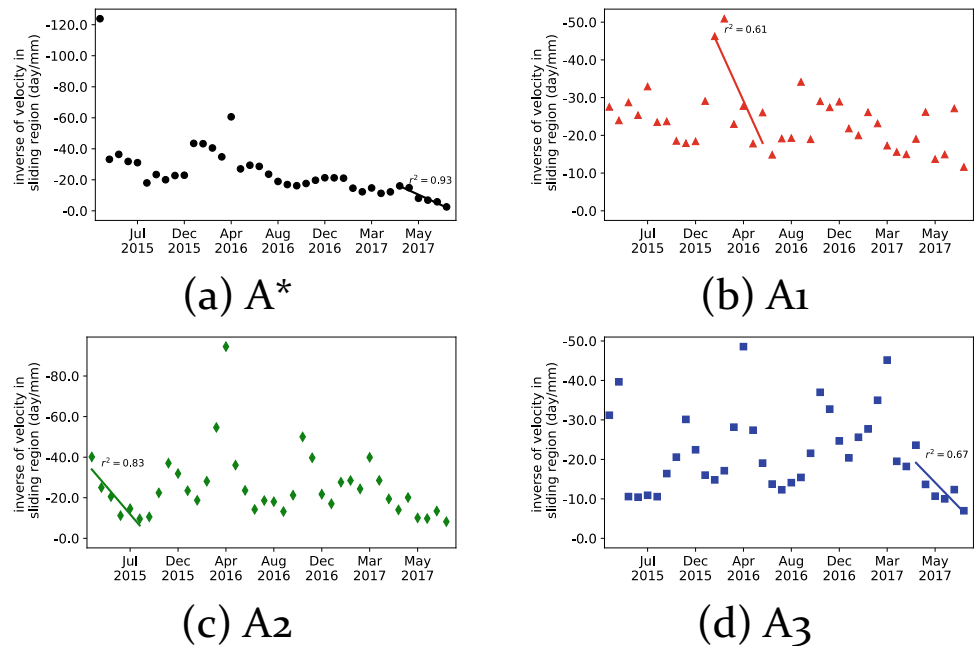 inverse of velocity in
sliding region (day/mm)
-120.0
-100.0
-80.0
-60.0
-40.0
-20.0
-0.0
r² = 0.93
Jul Dec Apr Aug Dec Mar May
2015 2015 2016 2016 2016 2017 2017
(a) A*
inverse of velocity in
sliding region (day/mm)
-50.0
-40.0
-30.0
-20.0
-10.0
r² = 0.61
Jul Dec Apr Aug Dec Mar May
2015 2015 2016 2016 2016 2017 2017
(b) A1
inverse of velocity in
sliding region (day/mm)
-80.0
-60.0
-40.0
-20.0
-0.0
r² = 0.83
Jul Dec Apr Aug Dec Mar May
2015 2015 2016 2016 2016 2017 2017
(c) A2
inverse of velocity in
sliding region (day/mm)
-50.0
-40.0
-30.0
-20.0
-10.0
-0.0
r² = 0.67
Jul Dec Apr Aug Dec Mar May
2015 2015 2016 2016 2016 2017 2017
(d) A3